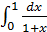 ∫₀¹ dx/(1+x)